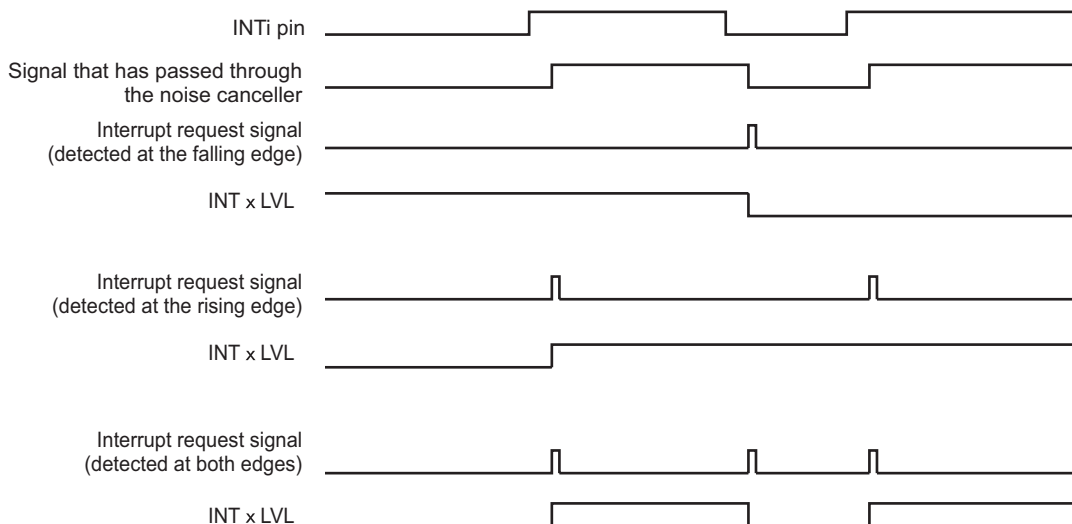 INTi pin
Signal that has passed through
the noise canceller
Interrupt request signal
(detected at the falling edge)
INT x LVL
Interrupt request signal
(detected at the rising edge)
INT x LVL
Interrupt request signal
(detected at both edges)
INT x LVL